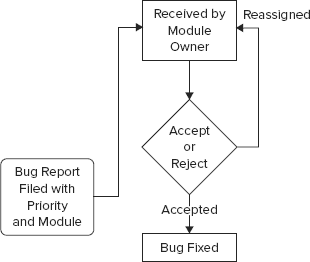 Received by
Module
Owner
Reassigned
Accept
or
Reject
Bug Report
Filed with
Priority
and Module
Accepted
Bug Fixed